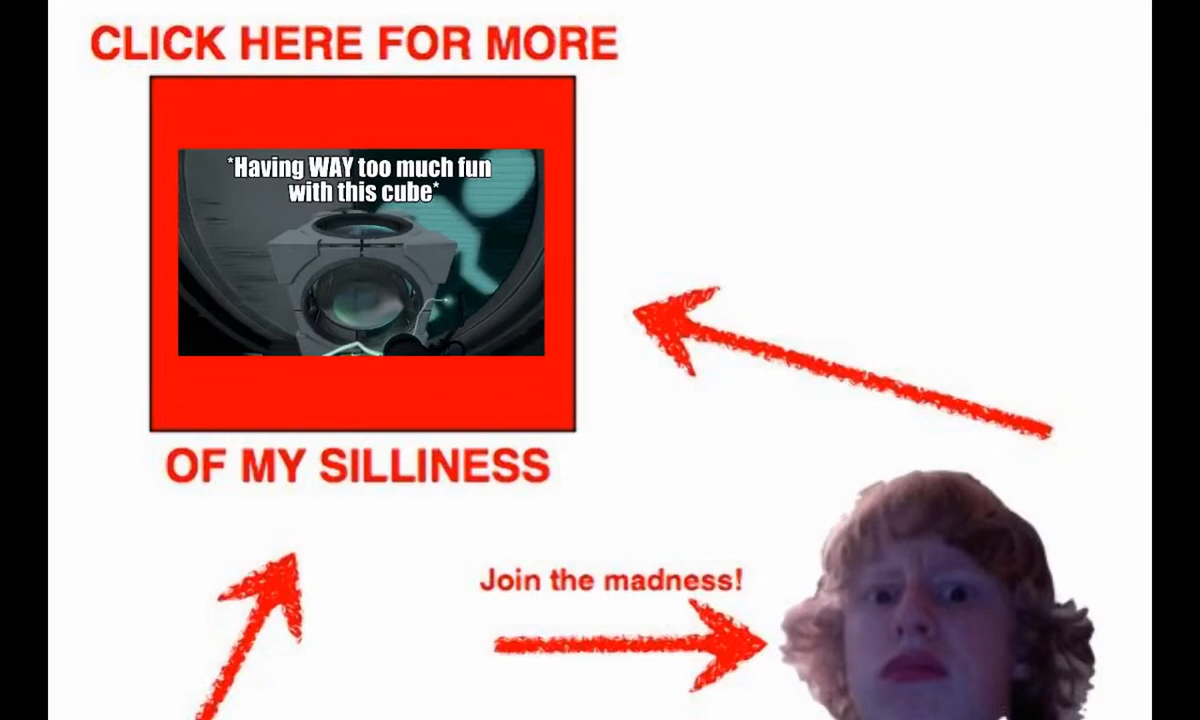 CLICK HERE FOR MORE
*Having WAY too much fun
with this cube*
OF MY SILLINESS
Join the madness!